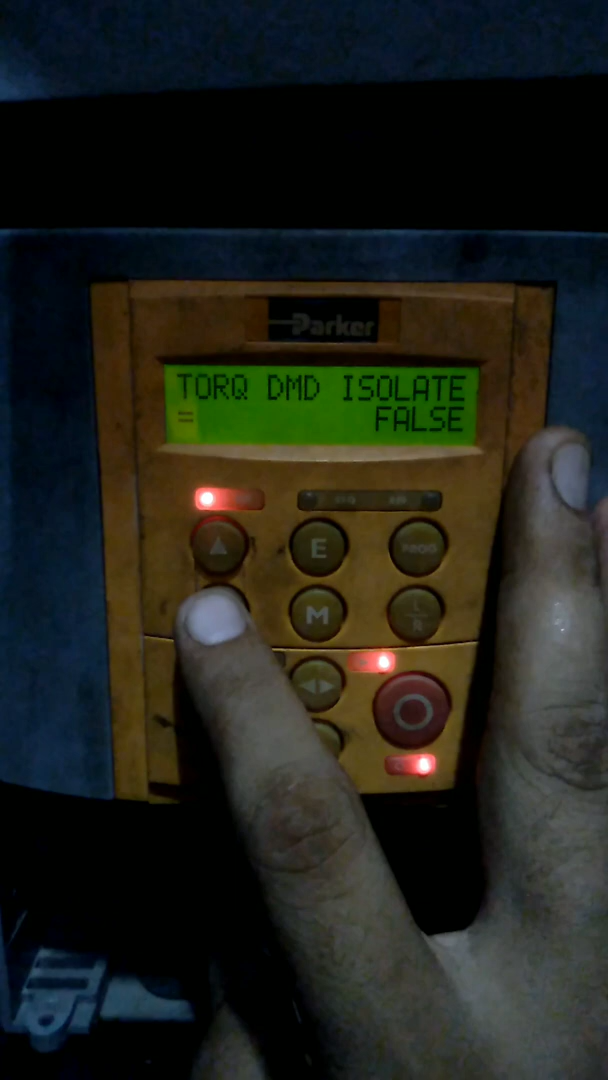 Parker
TORQ DMD ISOLATE
= FALSE
E
PROG
M
L
R